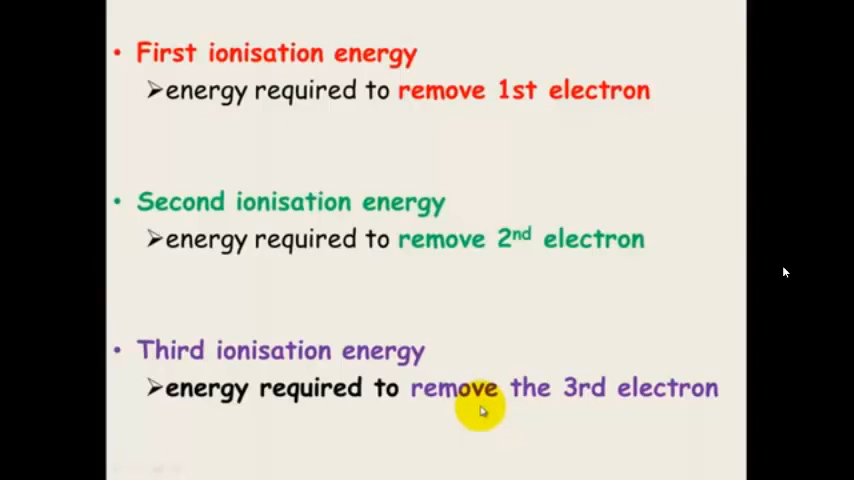 • First ionisation energy
➢energy required to remove 1st electron
• Second ionisation energy
➢energy required to remove 2nd electron
• Third ionisation energy
➢energy required to remove the 3rd electron